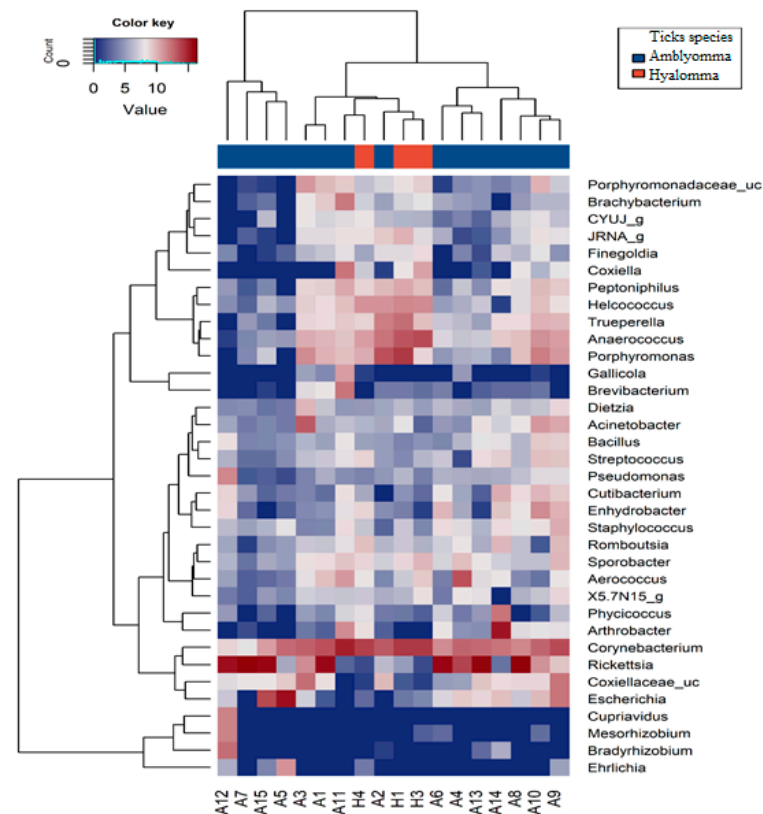 Color key
Count
0
0 5 10
Value
Ticks species
Amblyomma
Hyalomma
Porphyromonadaceae_uc
Brachybacterium
CYUJ_g
JRNA_g
Finegoldia
Coxiella
Peptoniphilus
Helcococcus
Trueperella
Anaerococcus
Porphyromonas
Gallicola
Brevibacterium
Dietzia
Acinetobacter
Bacillus
Streptococcus
Pseudomonas
Cutibacterium
Enhydrobacter
Staphylococcus
Romboutsia
Sporobacter
Aerococcus
X5.7N15_g
Phycicoccus
Arthrobacter
Corynebacterium
Rickettsia
Coxiellaceae_uc
Escherichia
Cupriavidus
Mesorhizobium
Bradyrhizobium
Ehrlichia
A12 A7 A15 A5 A3 A1 A11 H4 A2 H1 H3 A6 A4 A13 A14 A8 A10 A9